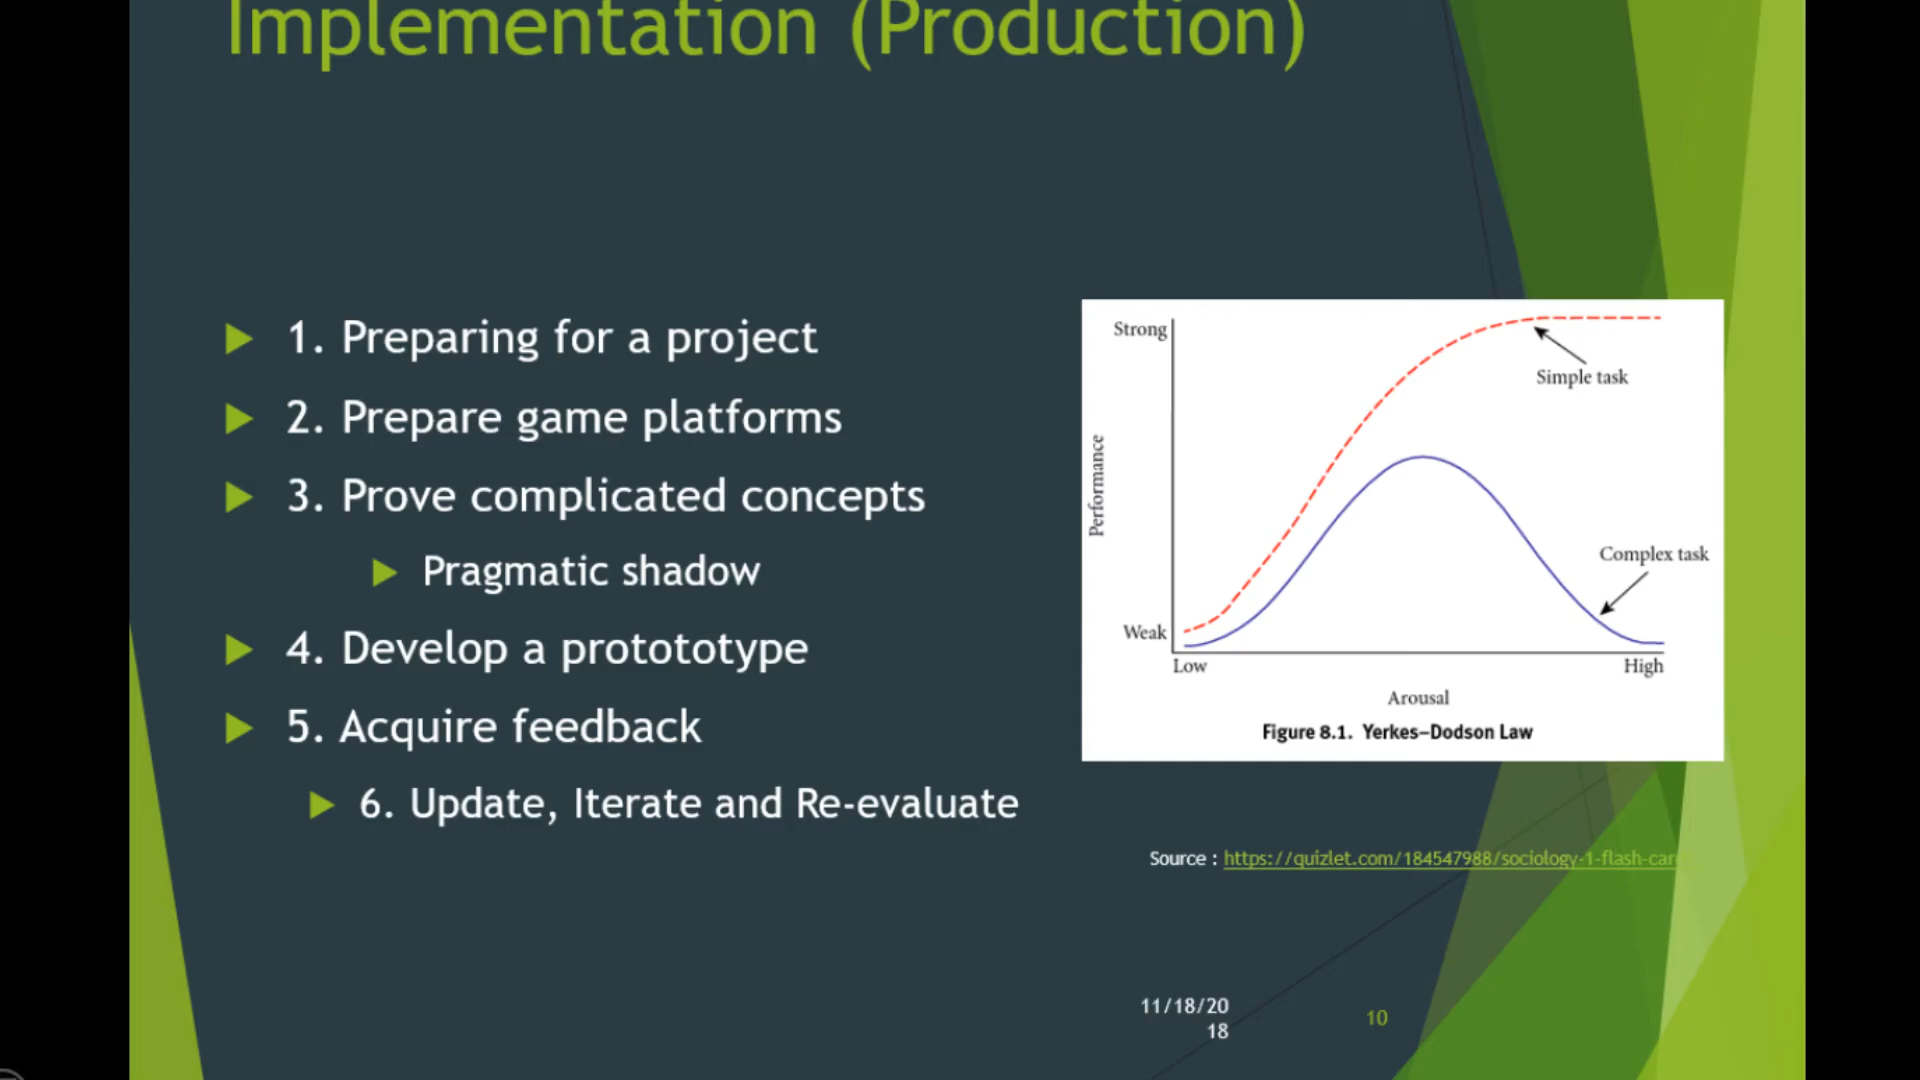 Implementation (Production)
1. Preparing for a project
2. Prepare game platforms
3. Prove complicated concepts
Pragmatic shadow
4. Develop a protototype
5. Acquire feedback
6. Update, Iterate and Re-evaluate
Strong
Simple task
Performance
Complex task
Weak
Low
High
Arousal
Figure 8.1. Yerkes–Dodson Law
Source : https://quizlet.com/184547988/sociology-1-flash-car
11/18/20
18
10